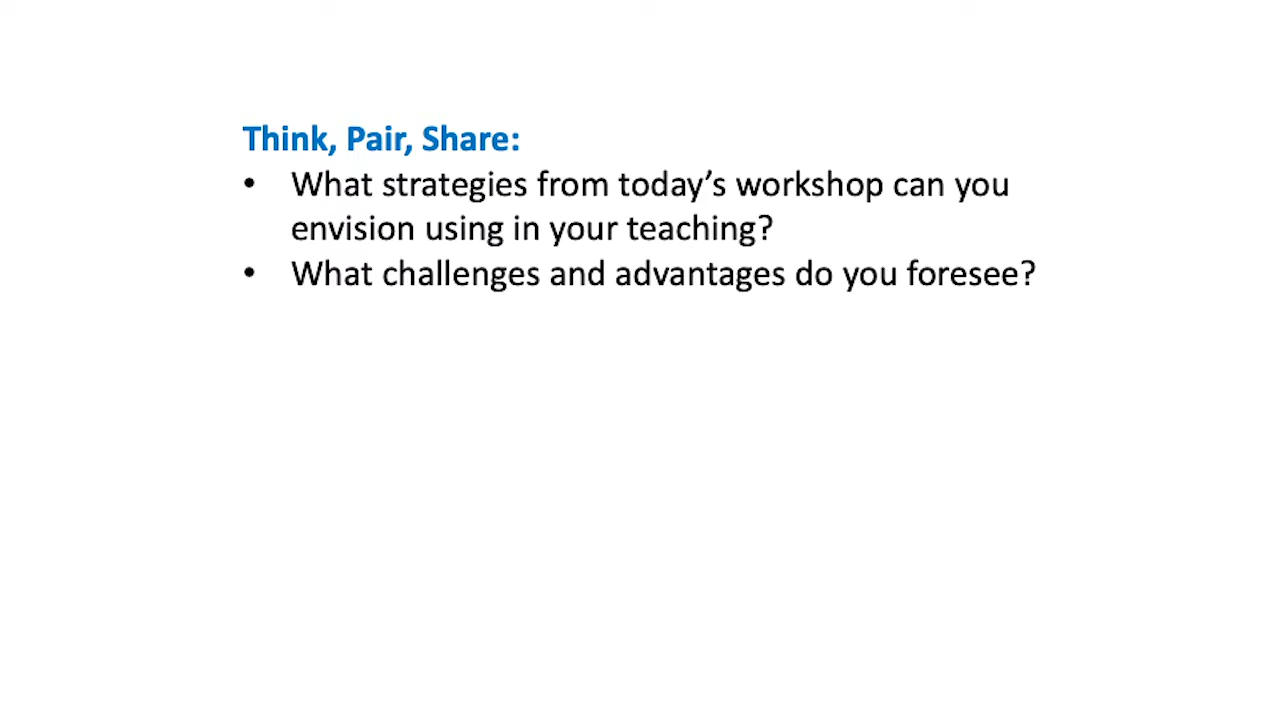 Think, Pair, Share:
• What strategies from today’s workshop can you
envision using in your teaching?
• What challenges and advantages do you foresee?